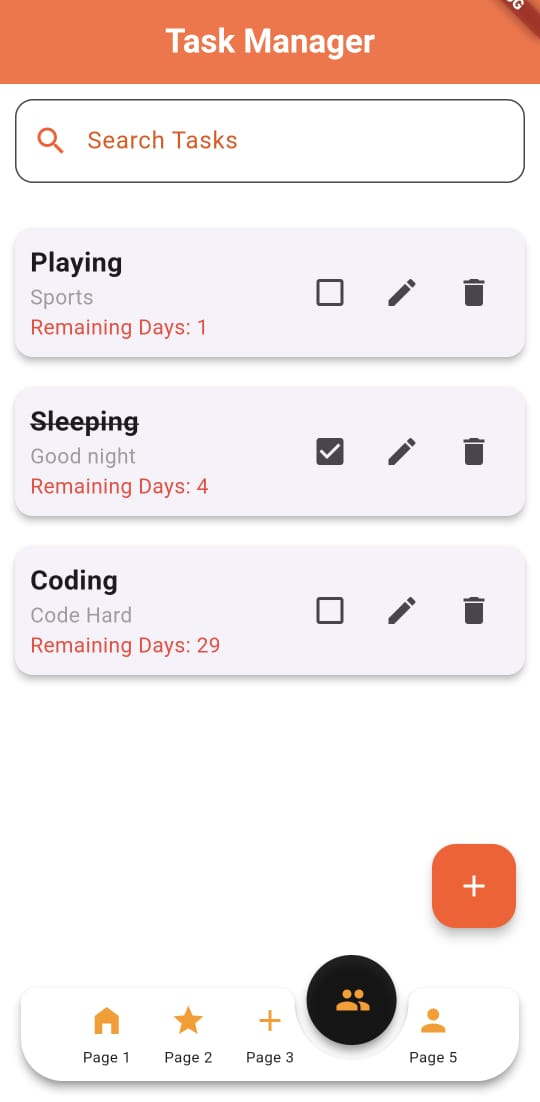 Task Manager
Search Tasks
Playing
Sports
Remaining Days: 1
Sleeping
Good night
Remaining Days: 4
Coding
Code Hard
Remaining Days: 29
Page 1
Page 2
Page 3
Page 5